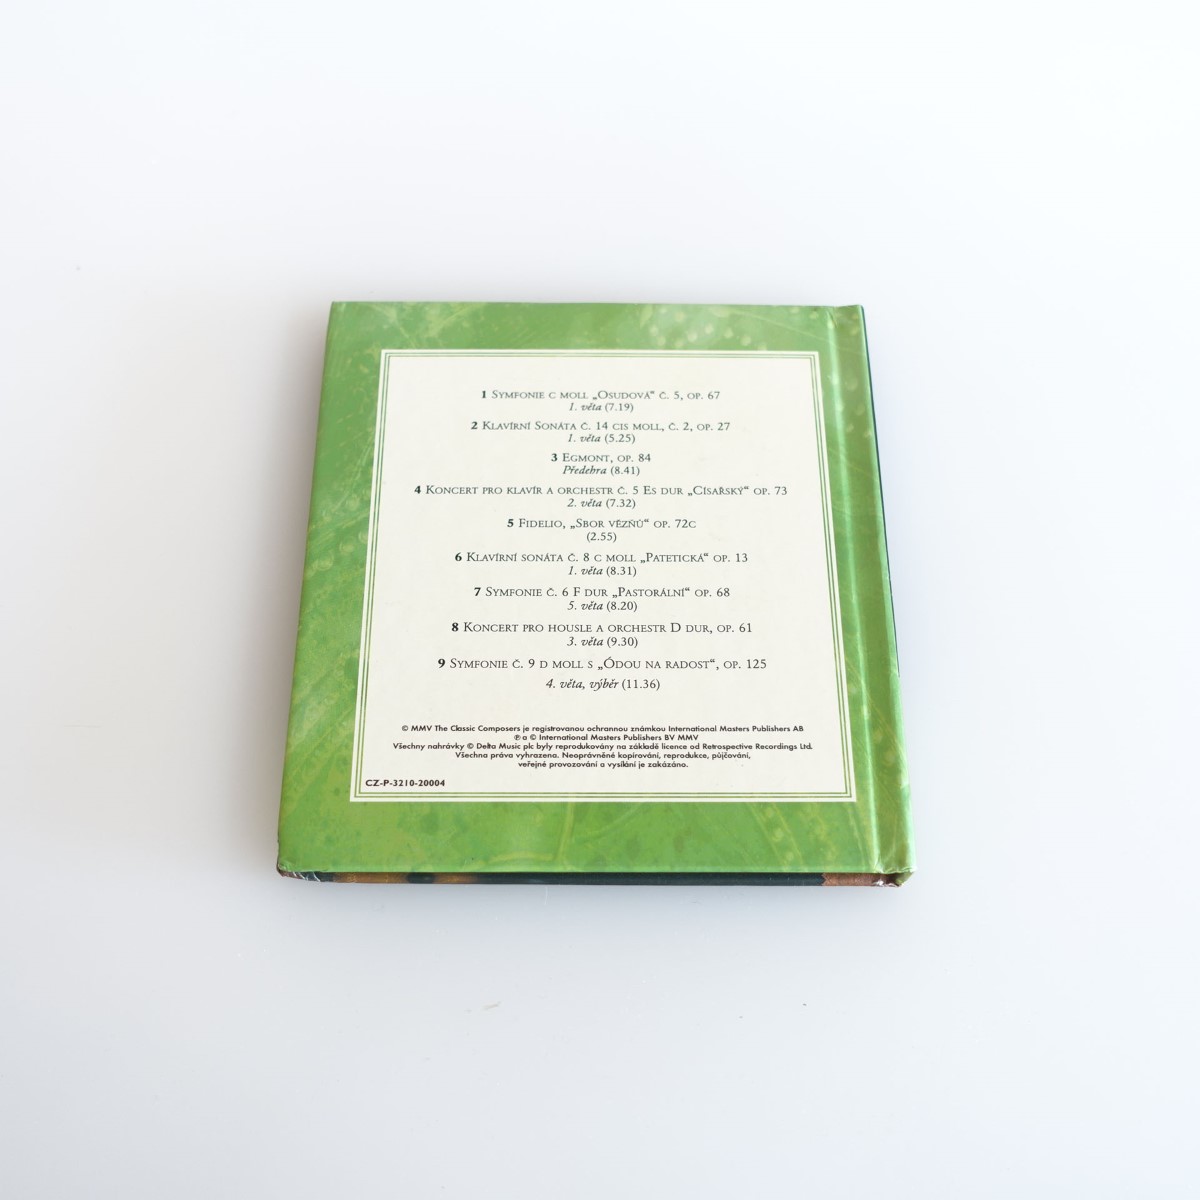 1 Symfonie c moll „Osudová“ č. 5, op. 67
1. věta (7.19)
2 Klavírní Sonáta č. 14 cis moll, č. 2, op. 27
1. věta (5.25)
3 Egmont, op. 84
Předehra (8.41)
4 Koncert pro klavír a orchestr č. 5 Es dur „Císařský“ op. 73
2. věta (7.32)
5 Fidelio, „Sbor vězňů“ op. 72c
(2.55)
6 Klavírní sonáta č. 8 c moll „Patetická“ op. 13
1. věta (8.31)
7 Symfonie č. 6 F dur „Pastorální“ op. 68
5. věta (8.20)
8 Koncert pro housle a orchestr D dur, op. 61
3. věta (9.30)
9 Symfonie č. 9 d moll s „Ódou na radost“, op. 125
4. věta, výběr (11.36)
© MMV The Classic Composers je registrovanou ochrannou známkou International Masters Publishers AB
℗ a © International Masters Publishers BV MMV
Všechny nahrávky © Delta Music plc byly reprodukovány na základě licence od Retrospective Recordings Ltd.
Všechna práva vyhrazena. Neoprávněné kopírování, reprodukce, půjčování,
veřejné provozování a vysílání je zakázáno.
CZ-P-3210-20004